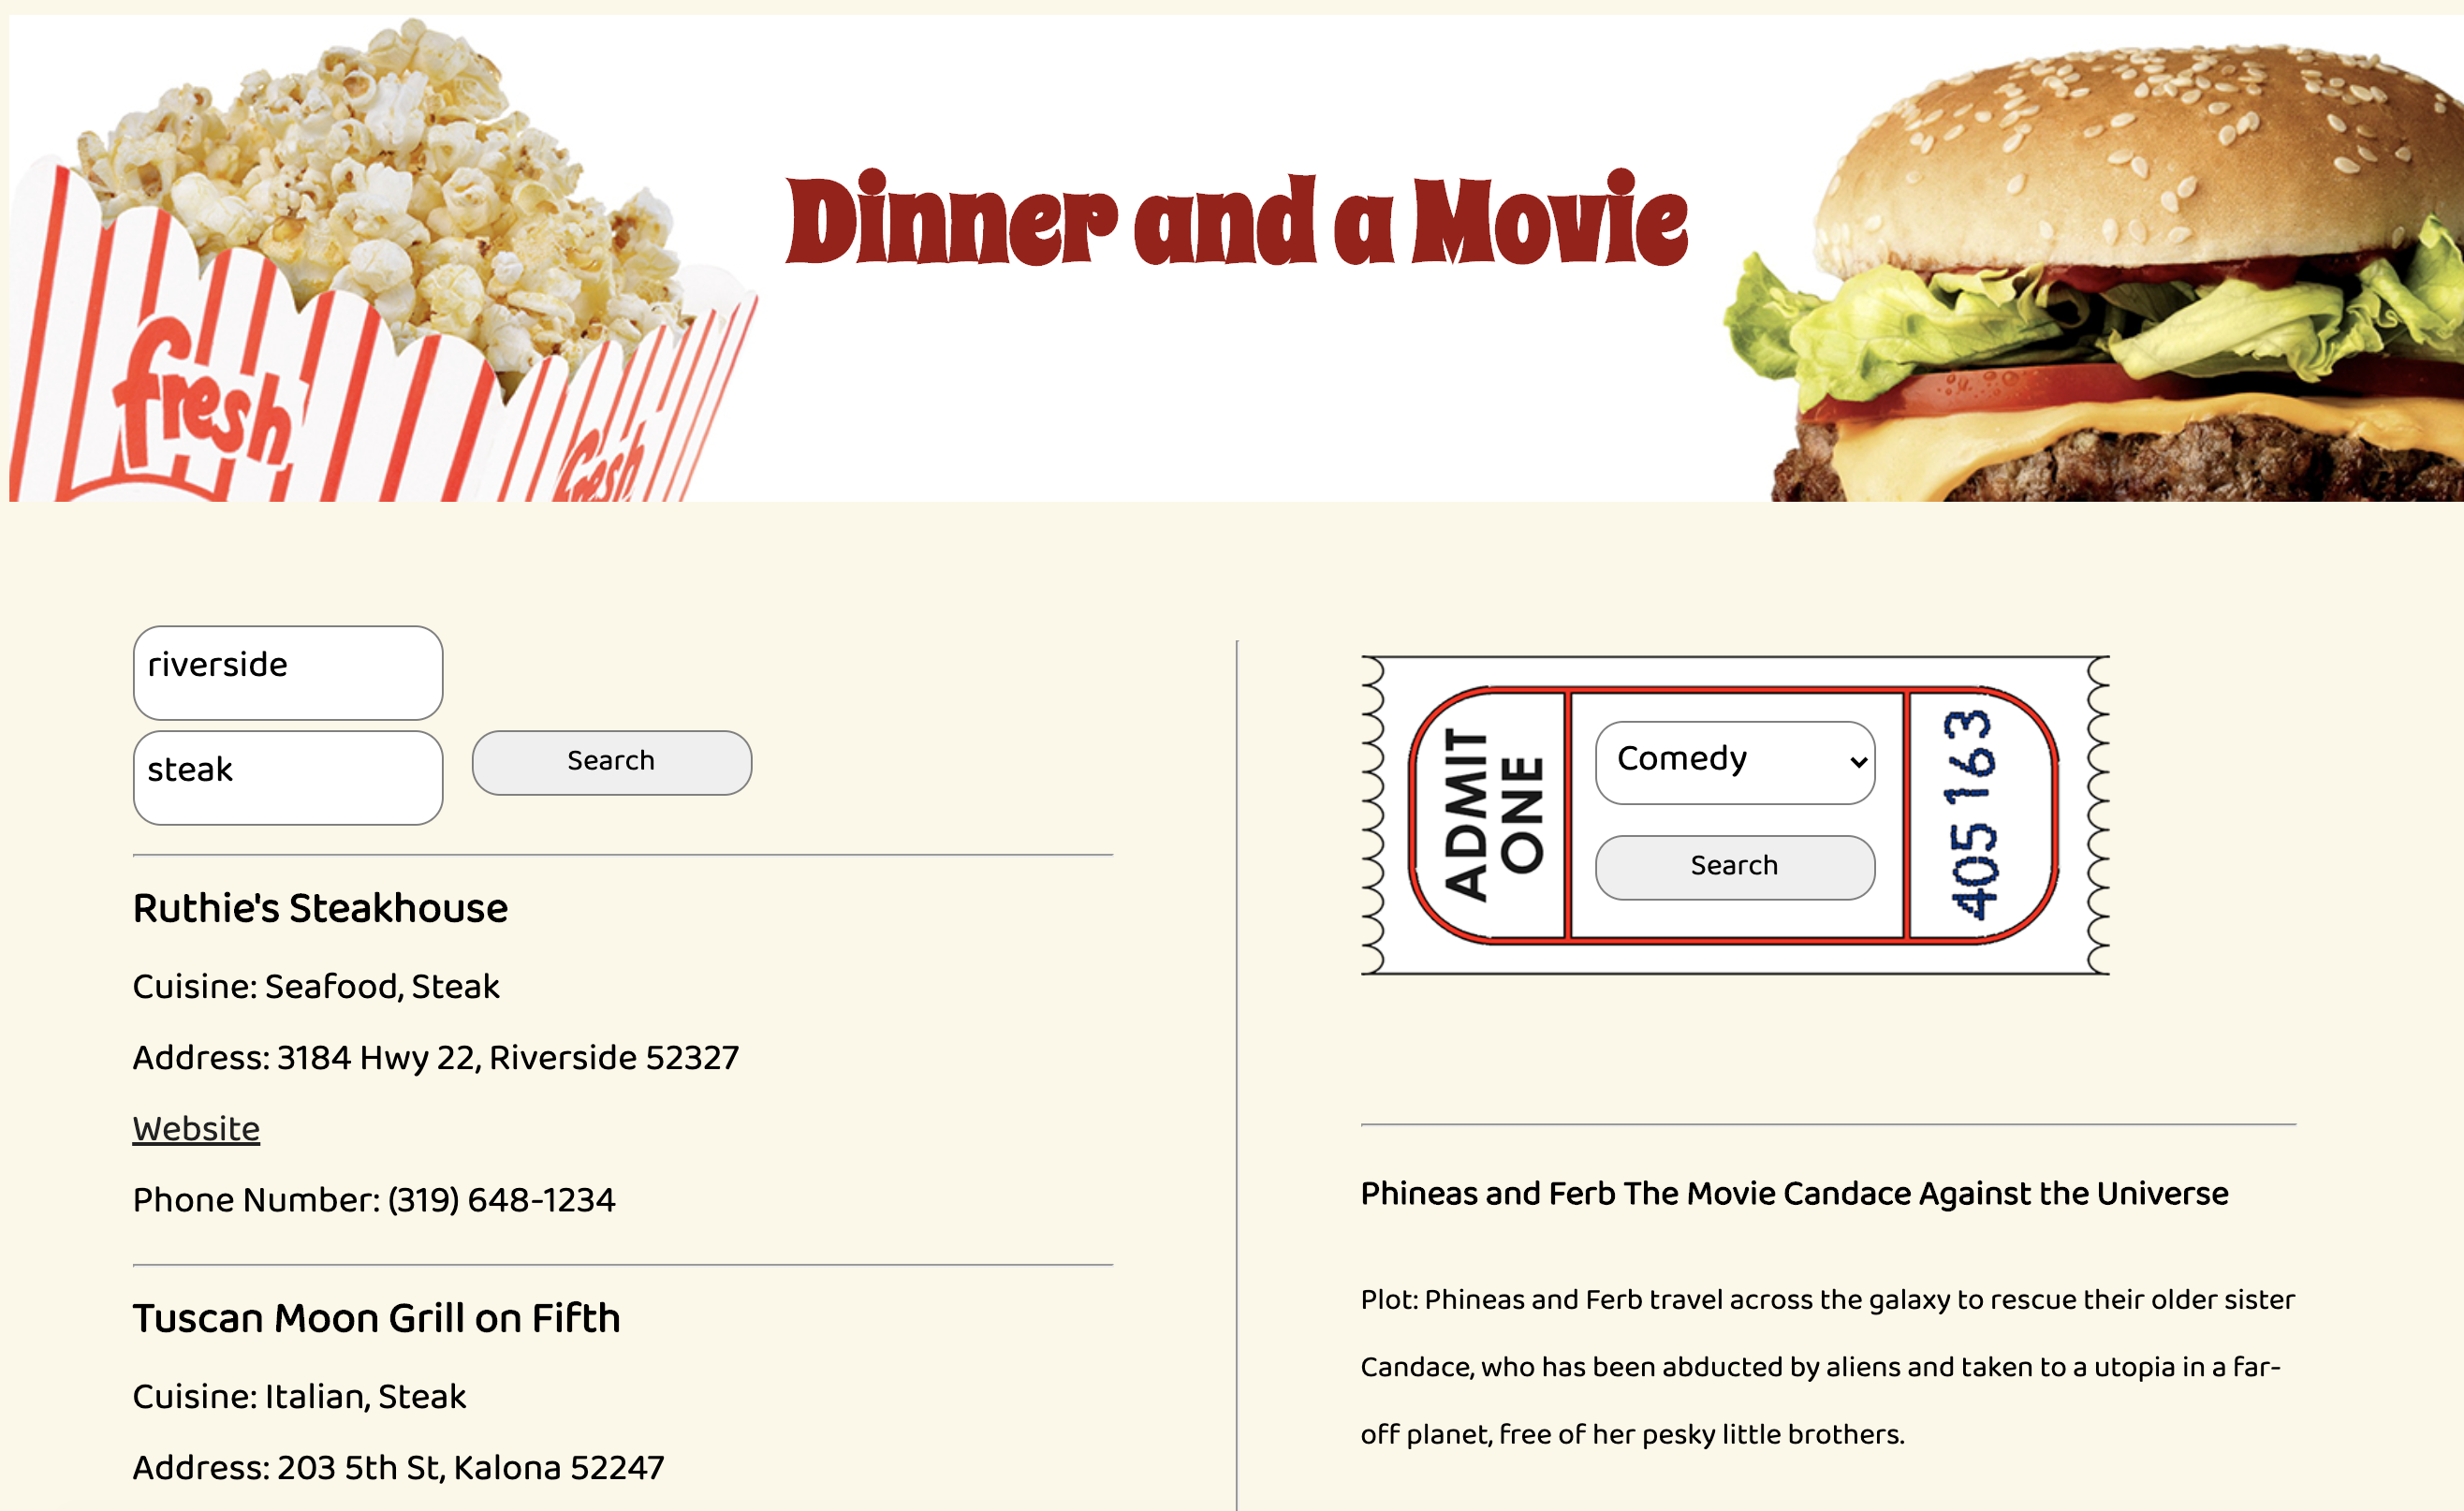 Dinner and a Movie
fresh
fresh
riverside
steak
Search
Ruthie's Steakhouse
Cuisine: Seafood, Steak
Address: 3184 Hwy 22, Riverside 52327
Website
Phone Number: (319) 648-1234
Tuscan Moon Grill on Fifth
Cuisine: Italian, Steak
Address: 203 5th St, Kalona 52247
ADMIT
ONE
Comedy
Search
405 163
Phineas and Ferb The Movie Candace Against the Universe
Plot: Phineas and Ferb travel across the galaxy to rescue their older sister
Candace, who has been abducted by aliens and taken to a utopia in a far-
off planet, free of her pesky little brothers.